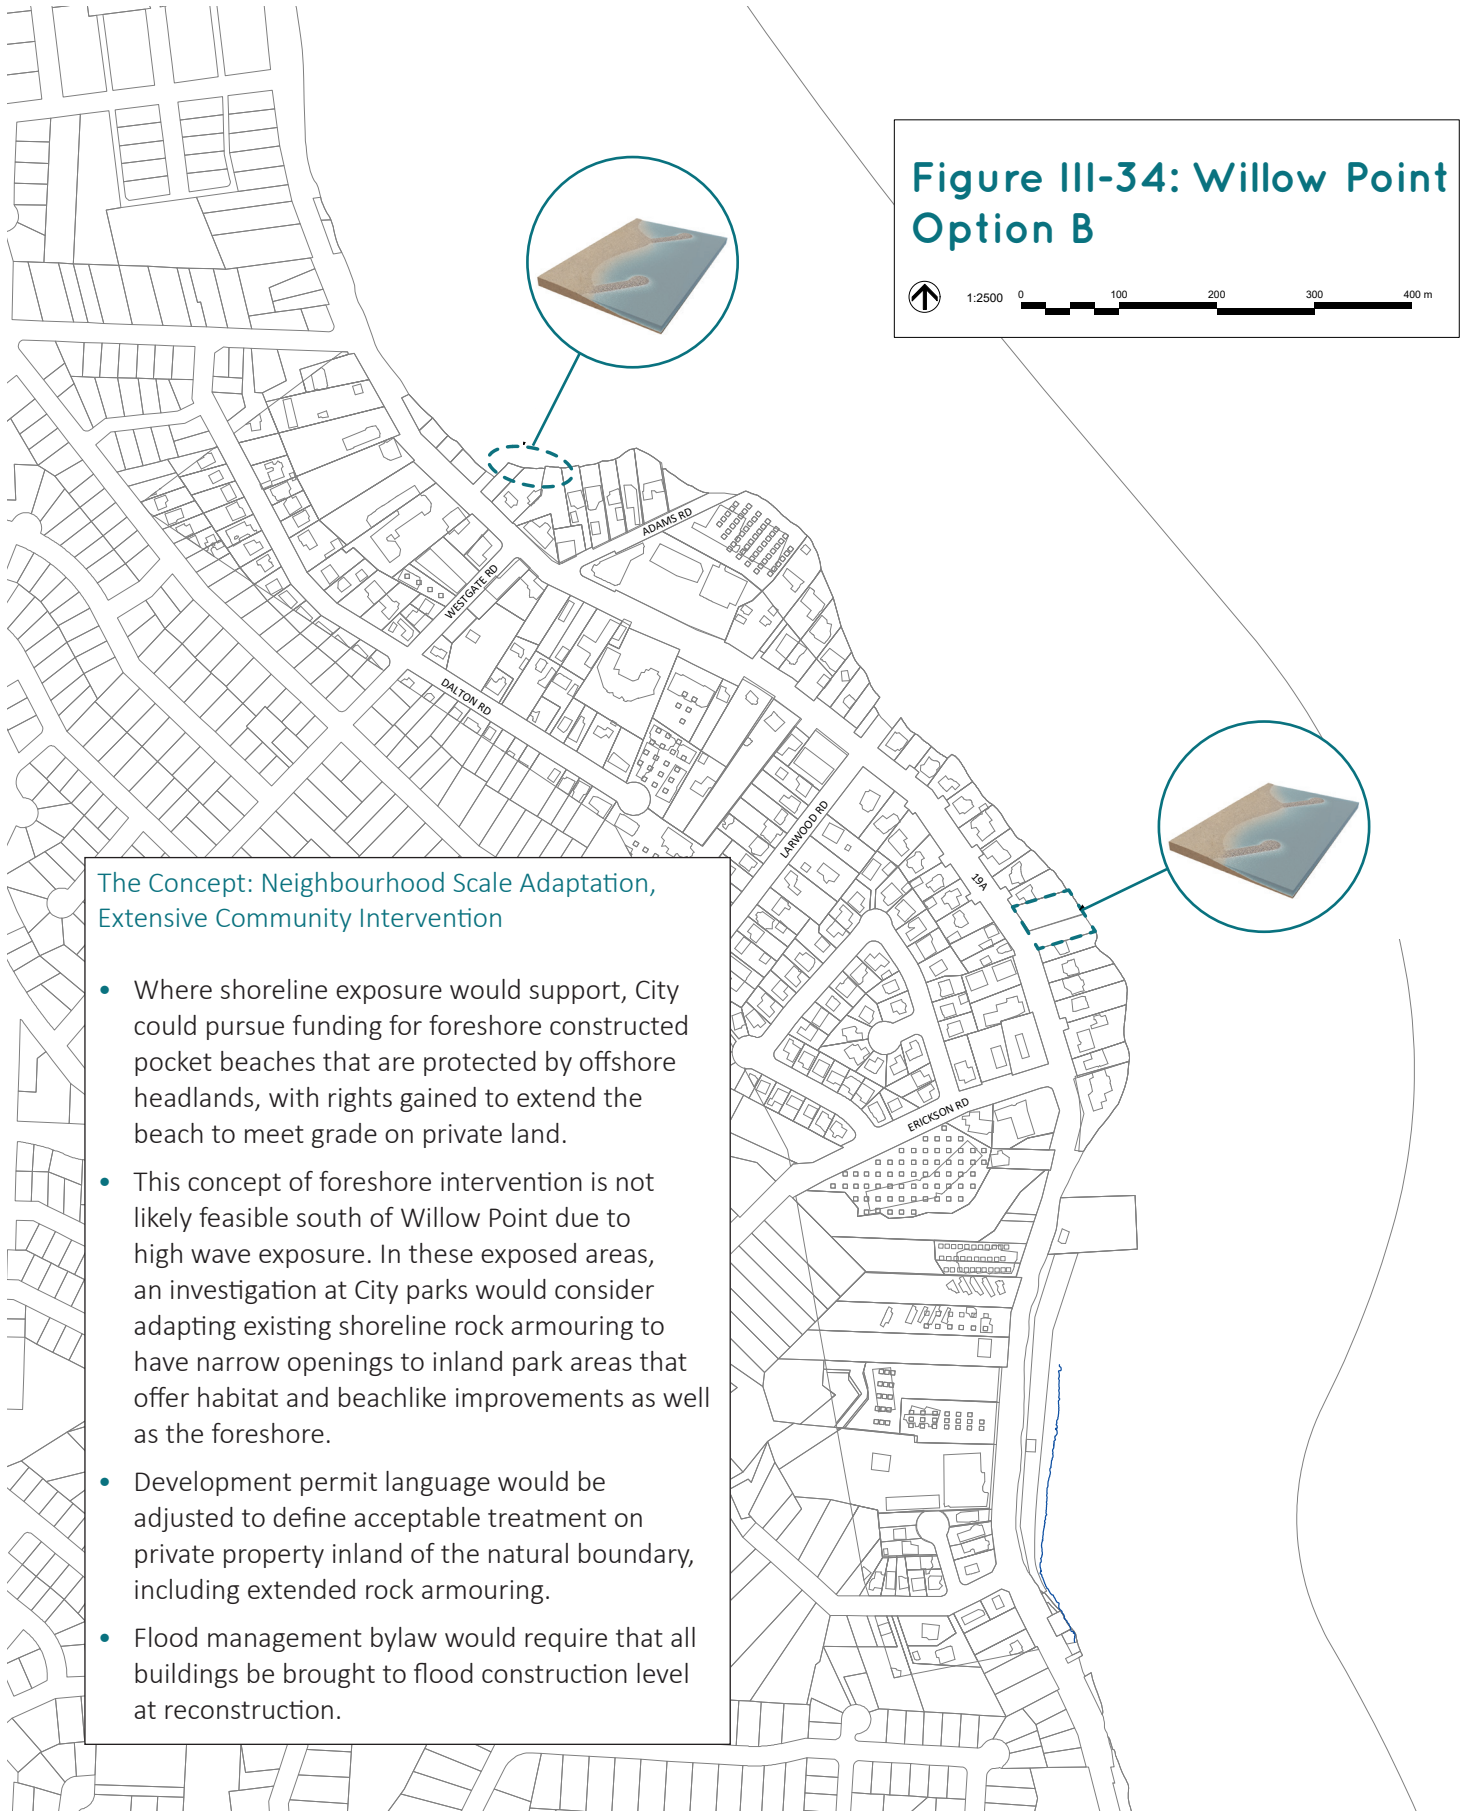 Figure III-34: Willow Point
Option B
1:2500
0 100 200 300 400 m
ADAMS RD
WESTGATE RD
DALTON RD
LARWOOD RD
19A
ERICKSON RD
The Concept: Neighbourhood Scale Adaptation,
Extensive Community Intervention
• Where shoreline exposure would support, City
could pursue funding for foreshore constructed
pocket beaches that are protected by offshore
headlands, with rights gained to extend the
beach to meet grade on private land.
• This concept of foreshore intervention is not
likely feasible south of Willow Point due to
high wave exposure. In these exposed areas,
an investigation at City parks would consider
adapting existing shoreline rock armouring to
have narrow openings to inland park areas that
offer habitat and beachlike improvements as well
as the foreshore.
• Development permit language would be
adjusted to define acceptable treatment on
private property inland of the natural boundary,
including extended rock armouring.
• Flood management bylaw would require that all
buildings be brought to flood construction level
at reconstruction.